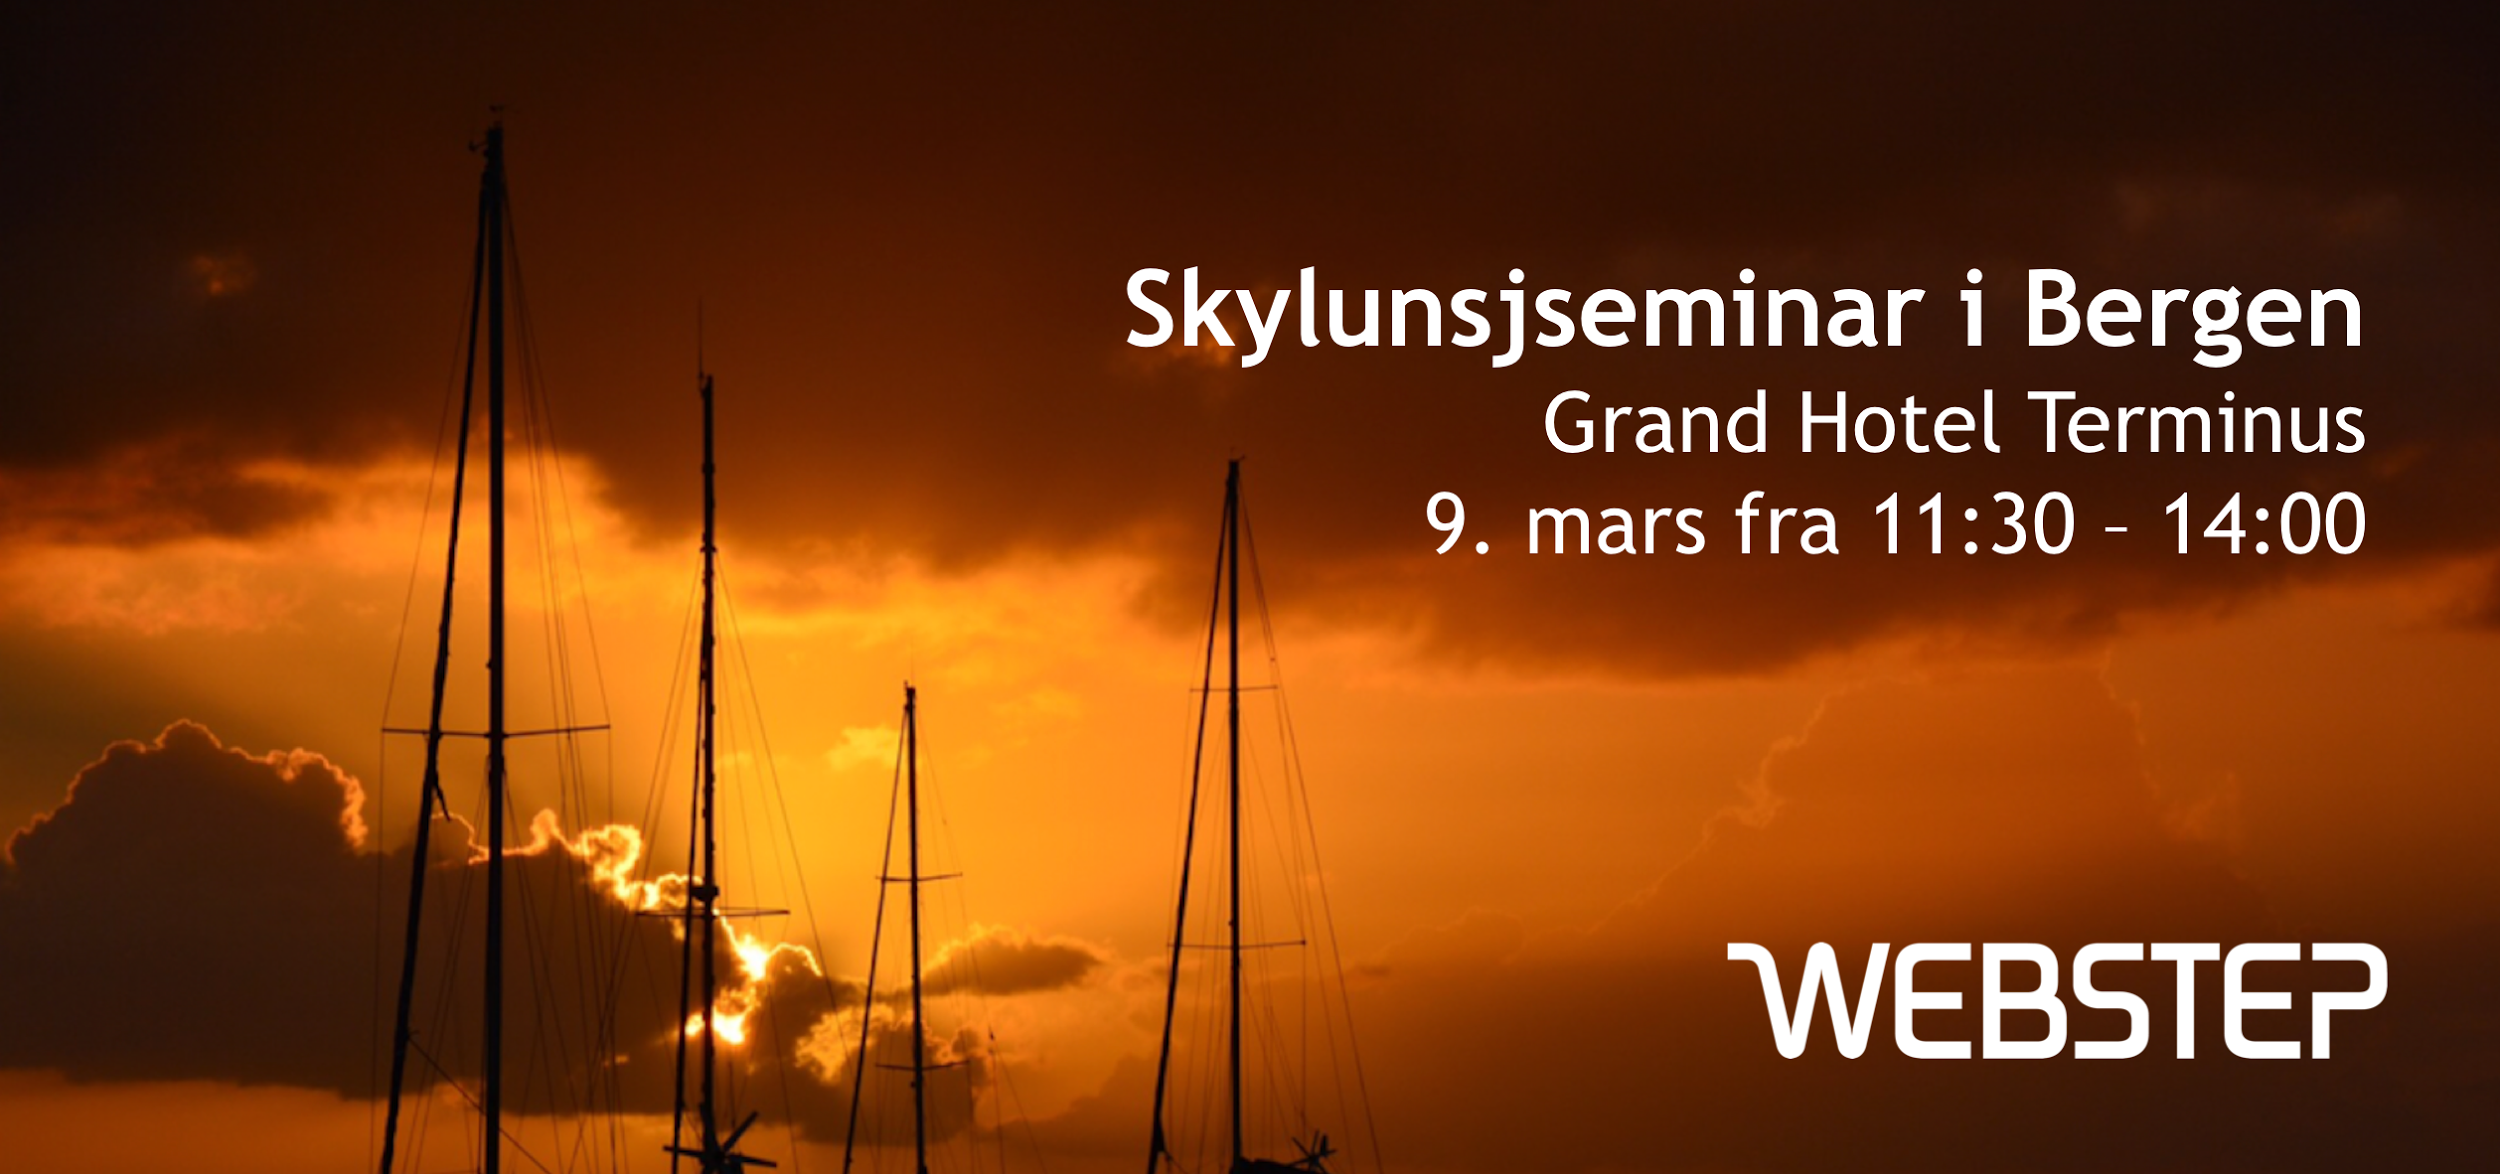 Skylunsjseminar i Bergen
Grand Hotel Terminus
9. mars fra 11:30 - 14:00
WEBSTEP